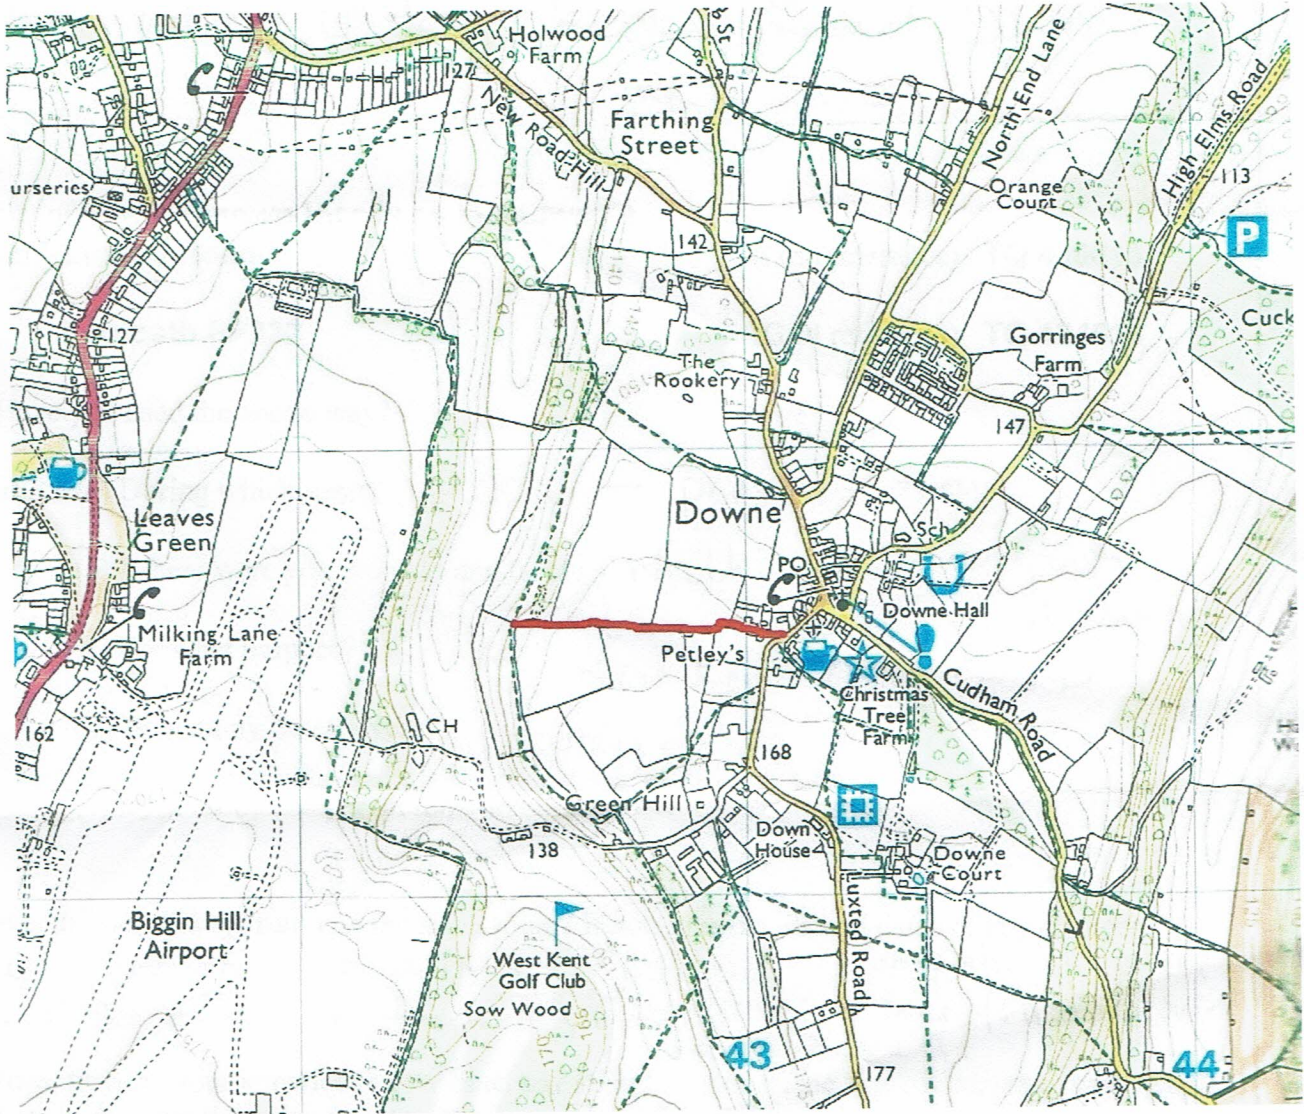 Holwood
Farm
St
127
New Road Hill
Farthing
Street
North End Lane
High Elms Road
113
urseries
Orange
Court
P
142
127
The
Rookery
Gorringes
Farm
Cuck
147
Downe
Leaves
Green
Sch
PO
Downe Hall
Milking Lane
Farm
Petley's
Christmas
Tree
Farm
Cudham Road
162
CH
168
Green Hill
138
Down
House
Downe
Court
Luxted Road
Biggin Hill
Airport
West Kent
Golf Club
Sow Wood
170
43
44
177